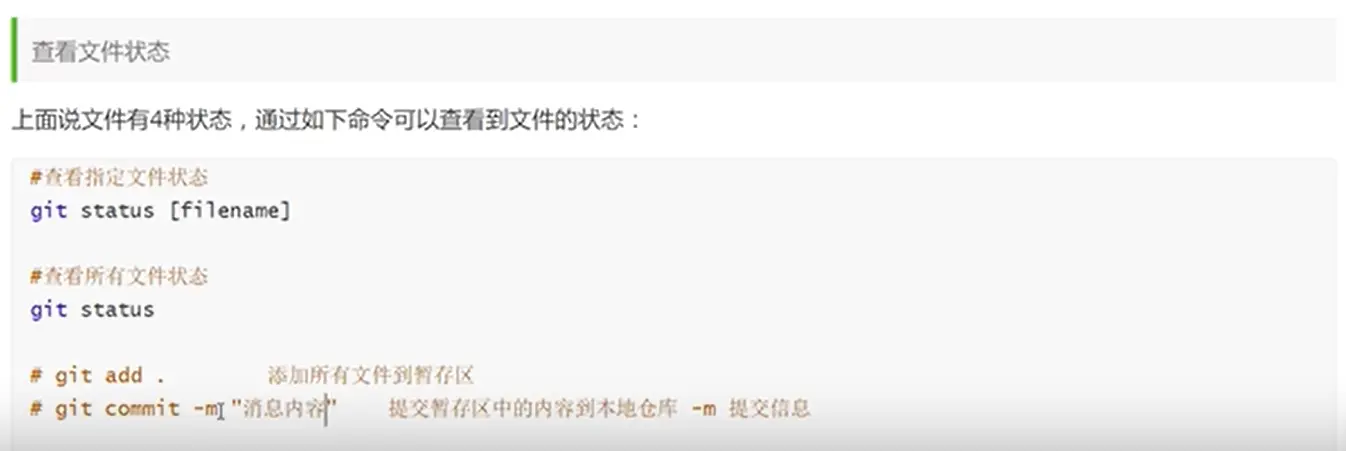 查看文件状态
上面说文件有4种状态，通过如下命令可以查看到文件的状态：
#查看指定文件状态
git status [filename]
#查看所有文件状态
git status
# git add . 添加所有文件到暂存区
# git commit -m "消息内容" 提交暂存区中的内容到本地仓库 -m 提交信息